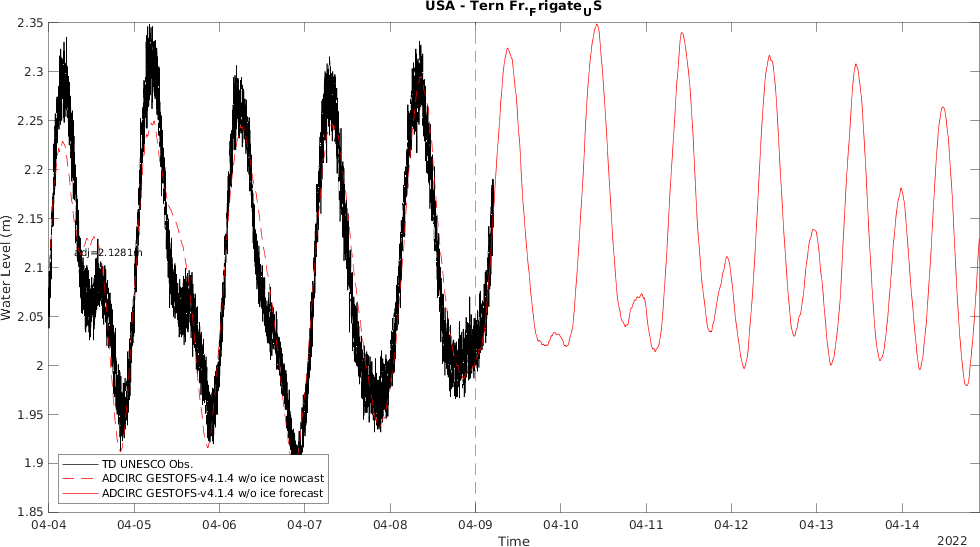 USA - Tern Fr.FrigateUS
2.35
2.3
2.25
2.2
2.15
2.1
2.05
2
1.95
1.9
1.85
Water Level (m)
adj=2.1281m
TD UNESCO Obs.
ADCIRC GESTOFS-v4.1.4 w/o ice nowcast
ADCIRC GESTOFS-v4.1.4 w/o ice forecast
04-04 04-05 04-06 04-07 04-08 04-09 04-10 04-11 04-12 04-13 04-14
Time
2022